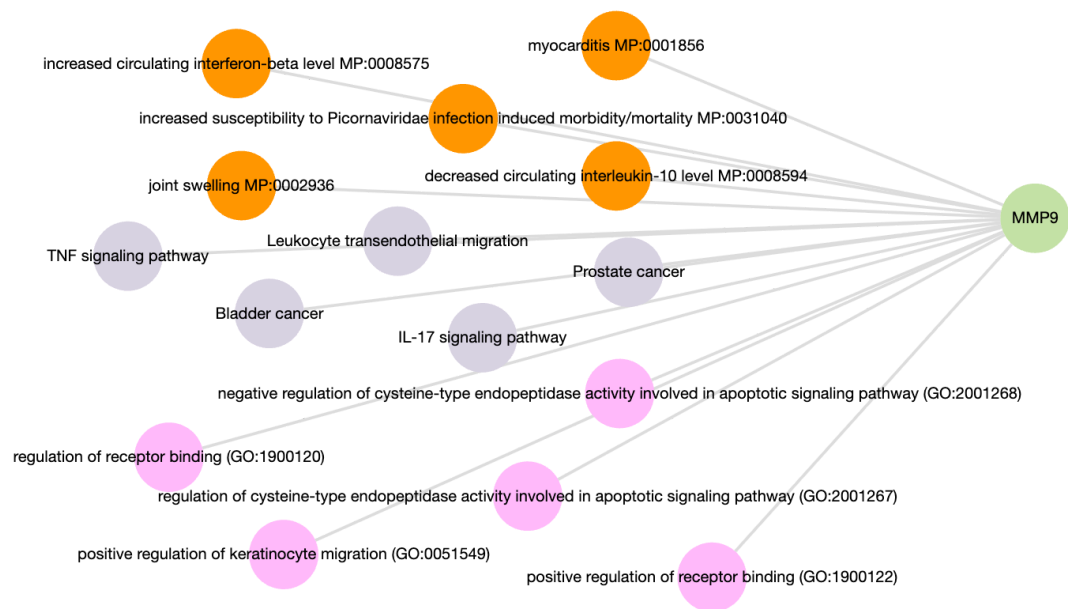 myocarditis MP:0001856
increased circulating interferon-beta level MP:0008575
increased susceptibility to Picornaviridae infection induced morbidity/mortality MP:0031040
decreased circulating interleukin-10 level MP:0008594
joint swelling MP:0002936
MMP9
Leukocyte transendothelial migration
TNF signaling pathway
Prostate cancer
Bladder cancer
IL-17 signaling pathway
negative regulation of cysteine-type endopeptidase activity involved in apoptotic signaling pathway (GO:2001268)
regulation of receptor binding (GO:1900120)
regulation of cysteine-type endopeptidase activity involved in apoptotic signaling pathway (GO:2001267)
positive regulation of keratinocyte migration (GO:0051549)
positive regulation of receptor binding (GO:1900122)